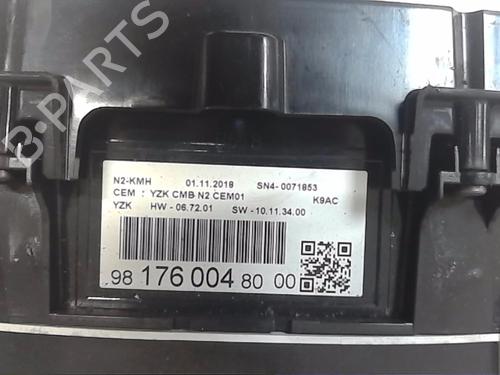 B-PARTS
N2-KMH 01.11.2018 SN4- 0071853
CEM : YZK CMB N2 CEM01 K9AC
YZK HW - 06.72.01 SW - 10.11.34.00
98 176 004 80 00